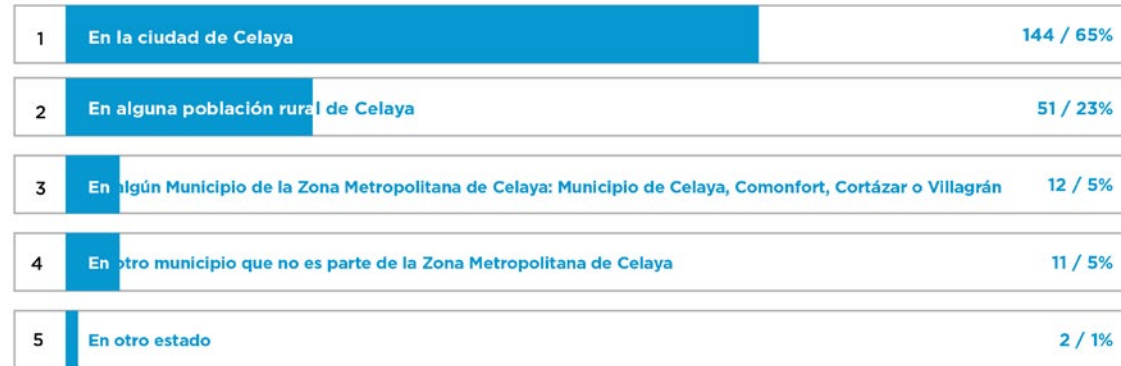 1 En la ciudad de Celaya 144 / 65%
2 En alguna población rural de Celaya 51 / 23%
3 En algún Municipio de la Zona Metropolitana de Celaya: Municipio de Celaya, Comonfort, Cortázar o Villagrán 12 / 5%
4 En otro municipio que no es parte de la Zona Metropolitana de Celaya 11 / 5%
5 En otro estado 2 / 1%